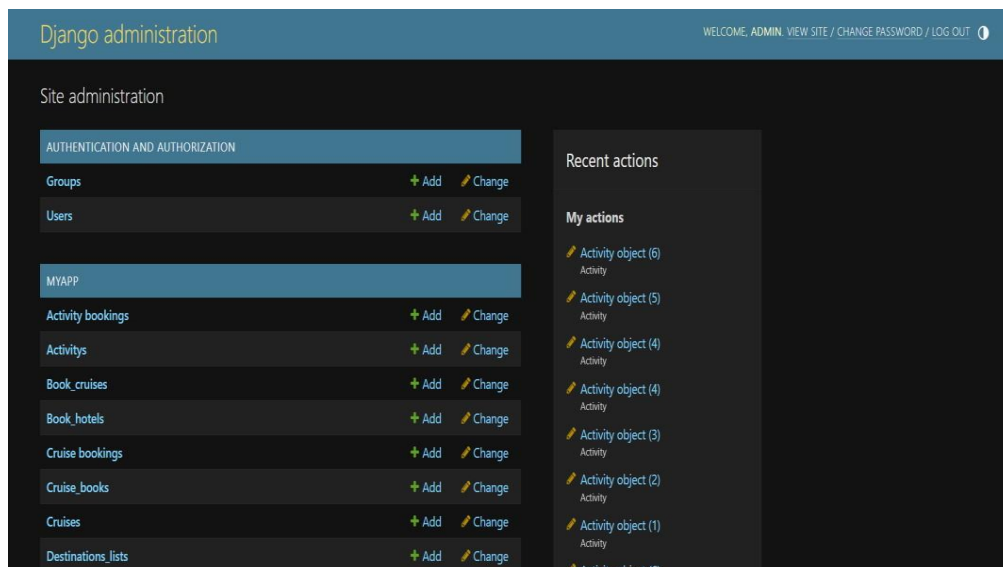 Django administration
WELCOME, ADMIN. VIEW SITE / CHANGE PASSWORD / LOG OUT
Site administration
AUTHENTICATION AND AUTHORIZATION
Groups + Add Change
Users + Add Change
MYAPP
Activity bookings + Add Change
Activitys + Add Change
Book_cruises + Add Change
Book_hotels + Add Change
Cruise bookings + Add Change
Cruise_books + Add Change
Cruises + Add Change
Destinations_lists + Add Change
Recent actions
My actions
Activity object (6)
Activity
Activity object (5)
Activity
Activity object (4)
Activity
Activity object (4)
Activity
Activity object (3)
Activity
Activity object (2)
Activity
Activity object (1)
Activity